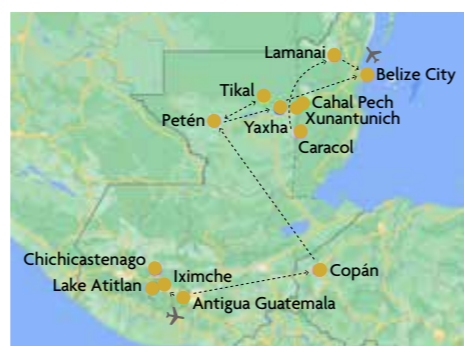 Lamanai
Belize City
Tikal
Cahal Pech
Petén
Yaxha
Xunantunich
Caracol
Chichicastenago
Iximche
Copán
Lake Atitlan
Antigua Guatemala